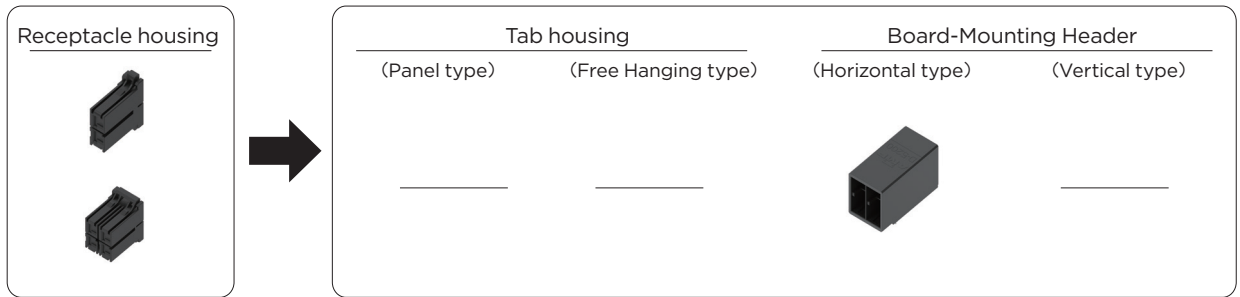 Receptacle housing
Tab housing
Board-Mounting Header
(Panel type)
(Free Hanging type)
(Horizontal type)
(Vertical type)